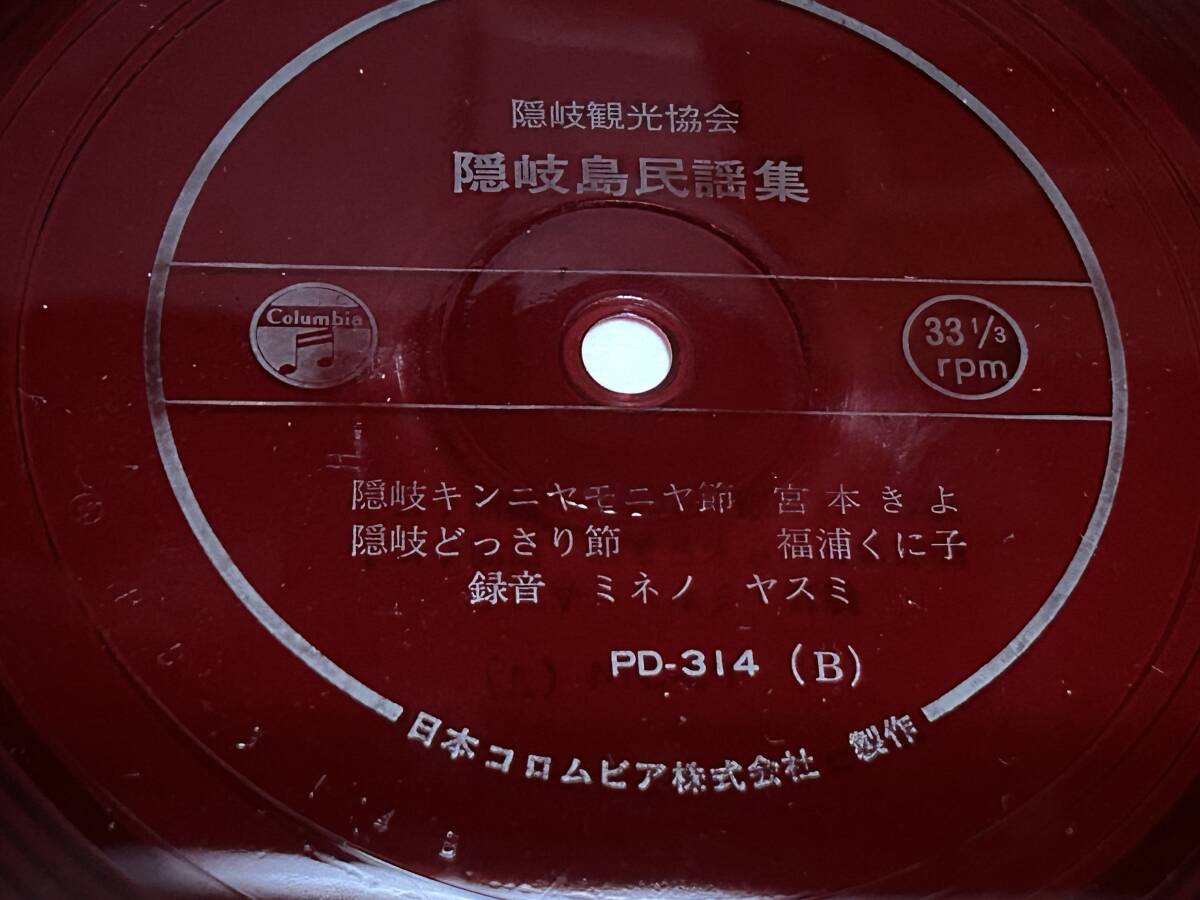 隠岐観光協会
隠岐島民謡集
Columbia
33 1/3
rpm
隠岐キンニヤモニヤ節 宮本きよ
隠岐どっさり節 福浦くに子
録音 ミネノ ヤスミ
PD-314 (B)
日本コロムビア株式会社 製作